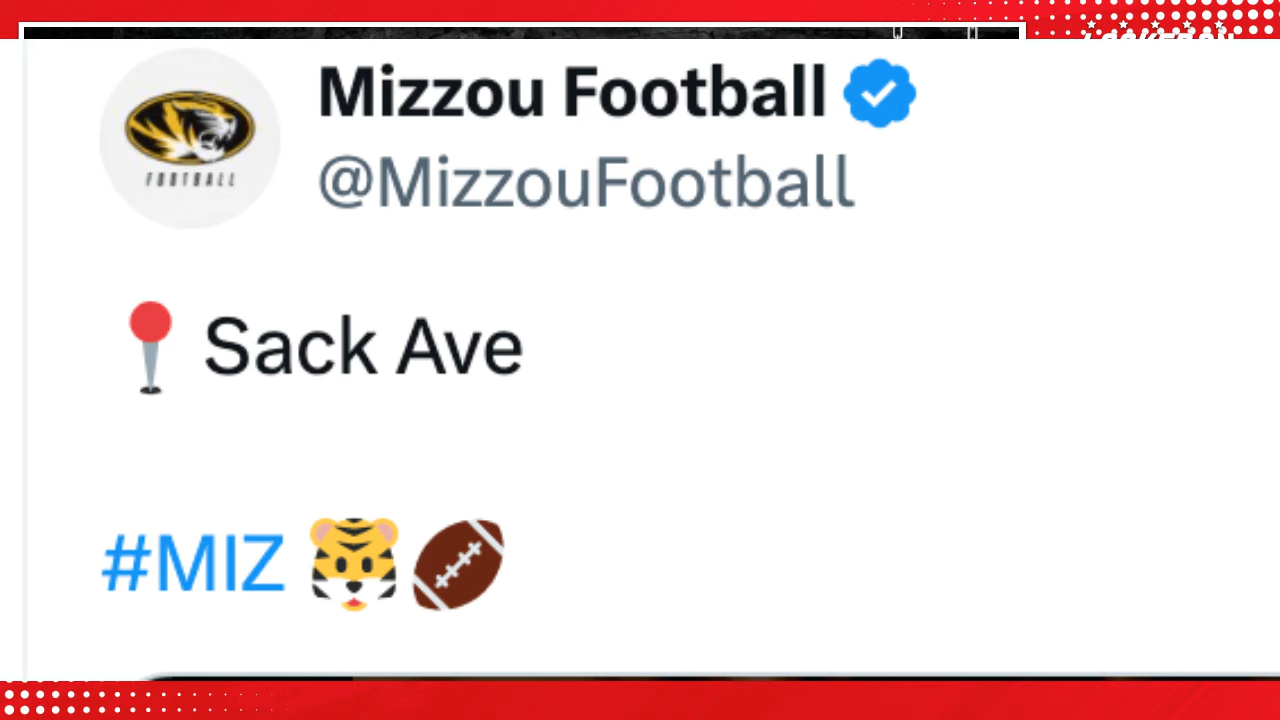 Mizzou Football
@MizzouFootball
FOOTBALL
📍 Sack Ave
#MIZ 🐯🏈